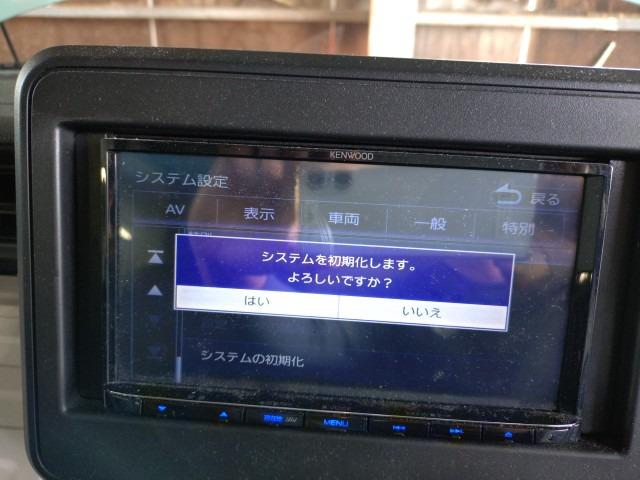 KENWOOD
システム設定
戻る
AV 表示 車両 一般 特別
システムを初期化します。
よろしいですか?
はい いいえ
システムの初期化
MENU